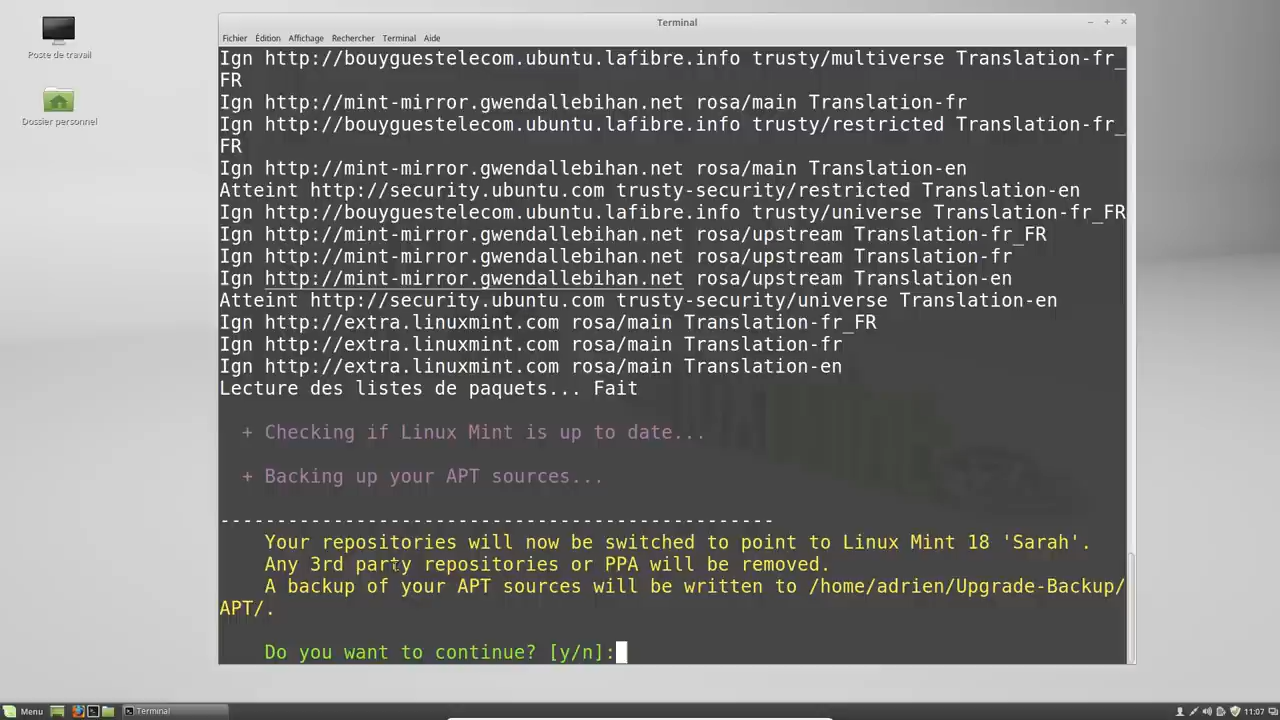 Terminal
Poste de travail
Dossier personnel
Fichier Édition Affichage Rechercher Terminal Aide
Ign http://bouyguestelecom.ubuntu.lafibre.info trusty/multiverse Translation-fr_
FR
Ign http://mint-mirror.gwendallebihan.net rosa/main Translation-fr
Ign http://bouyguestelecom.ubuntu.lafibre.info trusty/restricted Translation-fr_
FR
Ign http://mint-mirror.gwendallebihan.net rosa/main Translation-en
Atteint http://security.ubuntu.com trusty-security/restricted Translation-en
Ign http://bouyguestelecom.ubuntu.lafibre.info trusty/universe Translation-fr_FR
Ign http://mint-mirror.gwendallebihan.net rosa/upstream Translation-fr_FR
Ign http://mint-mirror.gwendallebihan.net rosa/upstream Translation-fr
Ign http://mint-mirror.gwendallebihan.net rosa/upstream Translation-en
Atteint http://security.ubuntu.com trusty-security/universe Translation-en
Ign http://extra.linuxmint.com rosa/main Translation-fr_FR
Ign http://extra.linuxmint.com rosa/main Translation-fr
Ign http://extra.linuxmint.com rosa/main Translation-en
Lecture des listes de paquets... Fait
+ Checking if Linux Mint is up to date...
+ Backing up your APT sources...
-------------------------------------------------
Your repositories will now be switched to point to Linux Mint 18 'Sarah'.
Any 3rd party repositories or PPA will be removed.
A backup of your APT sources will be written to /home/adrien/Upgrade-Backup/
APT/.
Do you want to continue? [y/n]:
Menu Terminal 11:07